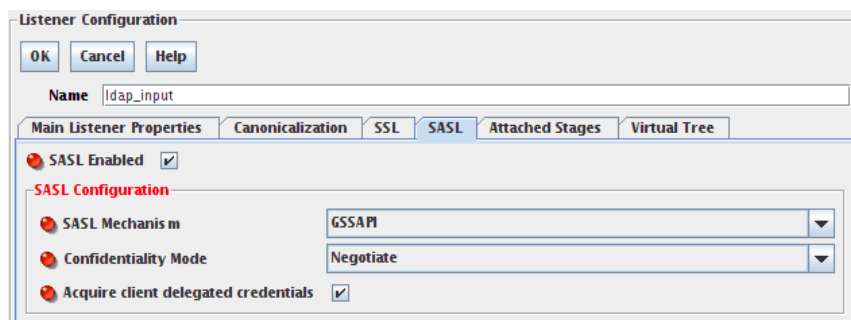 Listener Configuration
OK Cancel Help
Name ldap_input
Main Listener Properties Canonicalization SSL SASL Attached Stages Virtual Tree
SASL Enabled
SASL Configuration
SASL Mechanism GSSAPI
Confidentiality Mode Negotiate
Acquire client delegated credentials